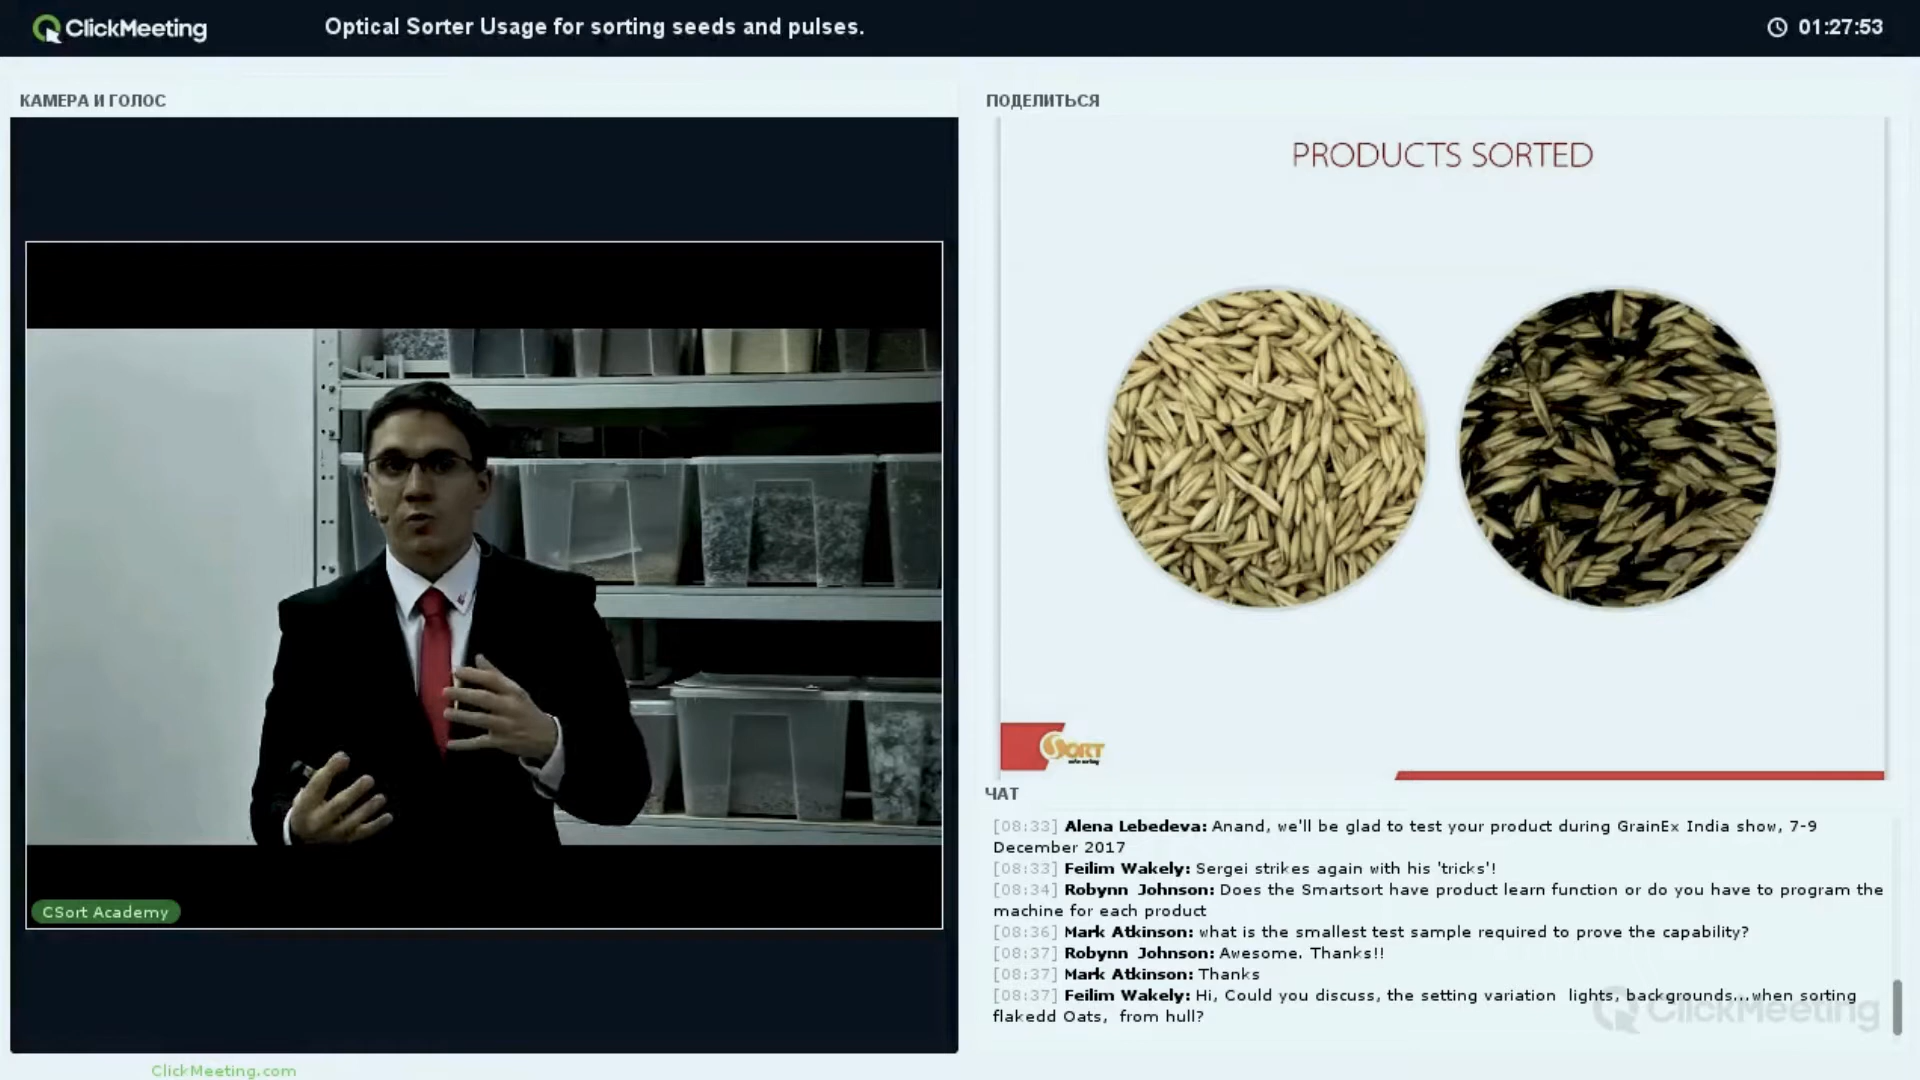 ClickMeeting
Optical Sorter Usage for sorting seeds and pulses.
01:27:53
КАМЕРА И ГОЛОС
CSort Academy
ClickMeeting.com
ПОДЕЛИТЬСЯ
PRODUCTS SORTED
SORT
ЧАТ
[08:33] Alena Lebedeva: Anand, we'll be glad to test your product during GrainEx India show, 7-9
December 2017
[08:33] Feilim Wakely: Sergei strikes again with his 'tricks'!
[08:34] Robynn Johnson: Does the Smartsort have product learn function or do you have to program the
machine for each product
[08:36] Mark Atkinson: what is the smallest test sample required to prove the capability?
[08:37] Robynn Johnson: Awesome. Thanks!!
[08:37] Mark Atkinson: Thanks
[08:37] Feilim Wakely: Hi, Could you discuss, the setting variation lights, backgrounds...when sorting
flakedd Oats, from hull?
ClickMeeting